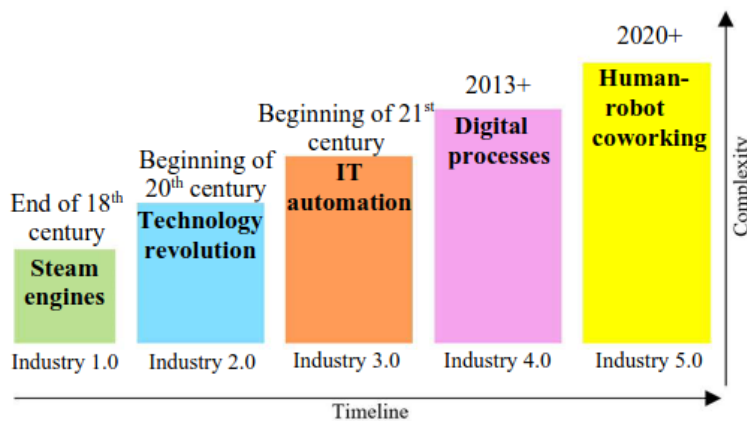 End of 18th
century
Steam
engines
Industry 1.0
Beginning of
20th century
Technology
revolution
Industry 2.0
Beginning of 21st
century
IT
automation
Industry 3.0
2013+
Digital
processes
Industry 4.0
2020+
Human-
robot
coworking
Industry 5.0
Complexity
Timeline